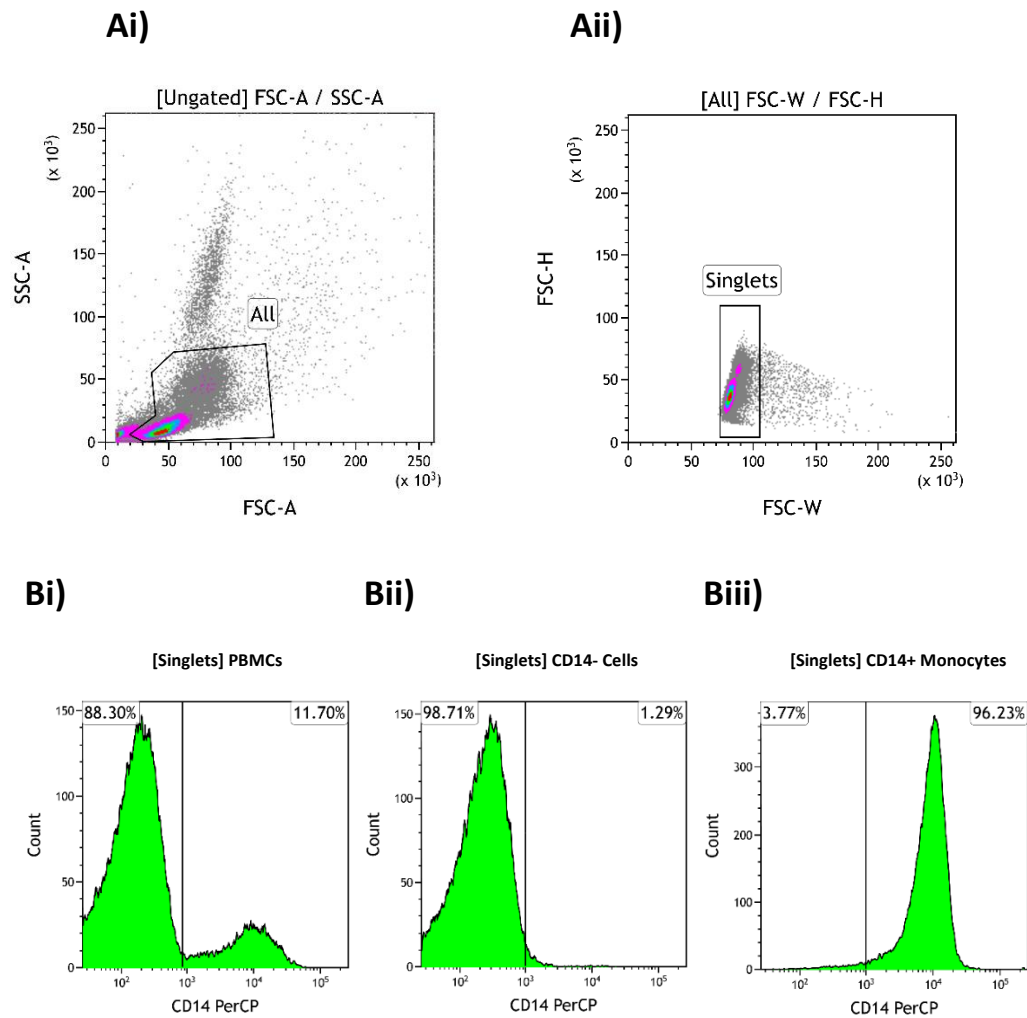 Ai)
Aii)
[Ungated] FSC-A / SSC-A
[All] FSC-W / FSC-H
(x 10³)
250
200
150
100
50
0
SSC-A
All
0
50
100
150
200
250
(x 10³)
FSC-A
(x 10³)
250
200
150
100
50
0
FSC-H
Singlets
0
50
100
150
200
250
(x 10³)
FSC-W
Bi)
Bii)
Biii)
[Singlets] PBMCs
[Singlets] CD14- Cells
[Singlets] CD14+ Monocytes
88.30%
11.70%
150
100
50
0
Count
10²
10³
10⁴
10⁵
CD14 PerCP
98.71%
1.29%
150
100
50
0
Count
10²
10³
10⁴
10⁵
CD14 PerCP
3.77%
96.23%
300
200
100
0
Count
10²
10³
10⁴
10⁵
CD14 PerCP